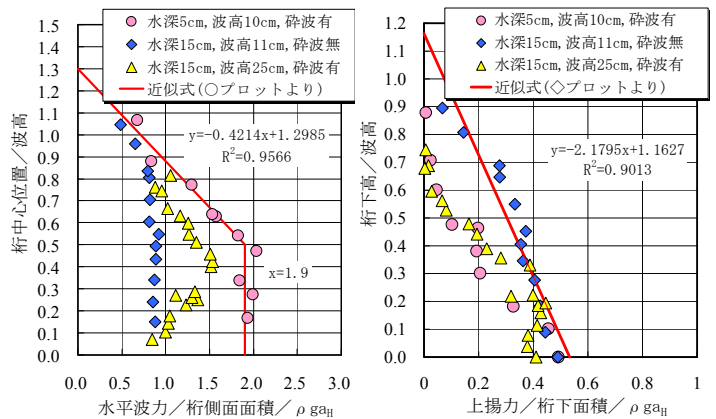 水深5cm,波高10cm,砕波有
水深15cm,波高11cm,砕波無
水深15cm,波高25cm,砕波有
近似式(○プロットより)
1.5
1.4
1.3
1.2
1.1
1.0
0.9
0.8
0.7
0.6
0.5
0.4
0.3
0.2
0.1
0.0
桁中心位置／波高
y=-0.4214x+1.2985
R²=0.9566
x=1.9
0.0 0.5 1.0 1.5 2.0 2.5 3.0
水平波力／桁側面面積／ρgaH
水深5cm,波高10cm,砕波有
水深15cm,波高11cm,砕波無
水深15cm,波高25cm,砕波有
近似式(◇プロットより)
1.2
1.1
1.0
0.9
0.8
0.7
0.6
0.5
0.4
0.3
0.2
0.1
0.0
桁下高／波高
y=-2.1795x+1.1627
R²=0.9013
0 0.2 0.4 0.6 0.8 1
上揚力／桁下面積／ρgaH